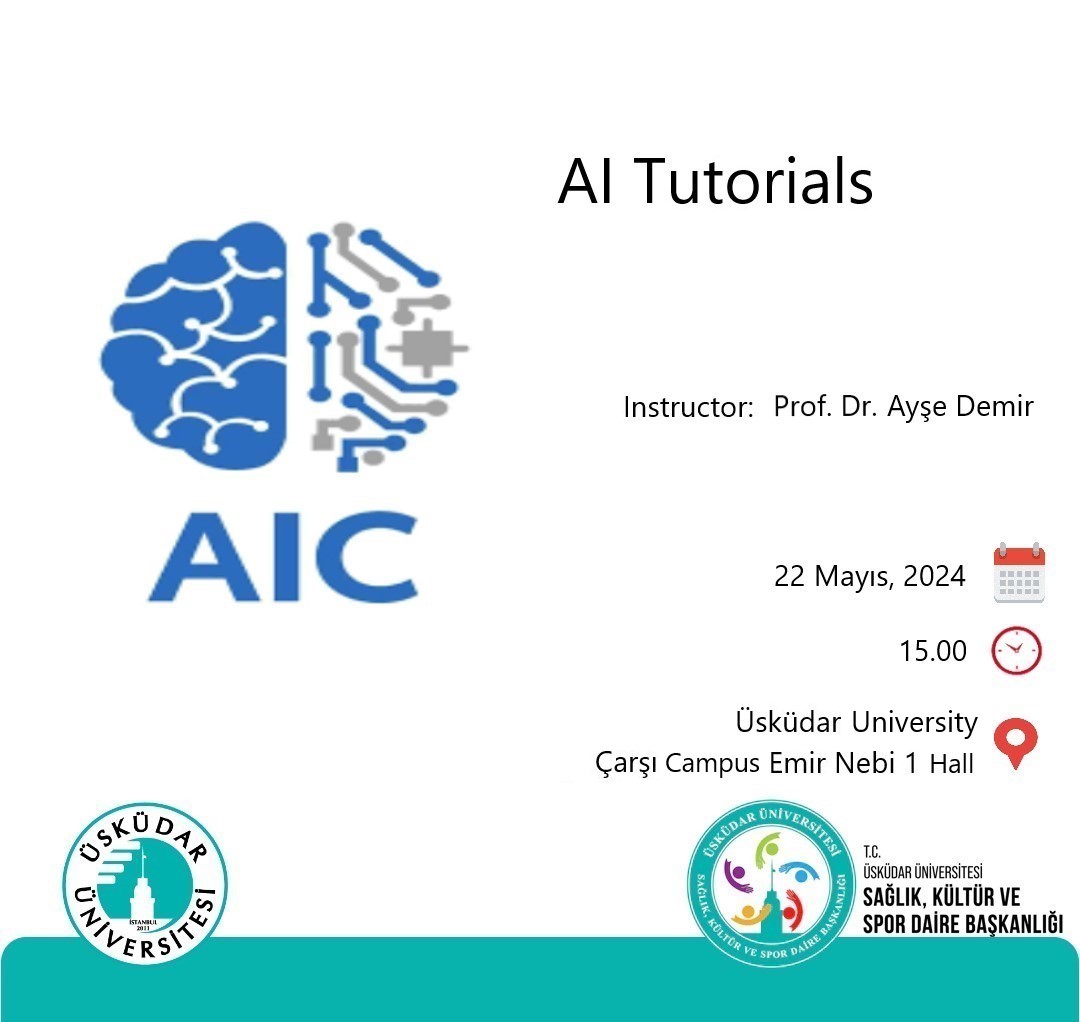 AI Tutorials
AIC
Instructor: Prof. Dr. Ayşe Demir
22 Mayıs, 2024
15.00
Üsküdar University
Çarşı Campus Emir Nebi 1 Hall
ÜSKÜDAR
ÜNİVERSİTESİ
İSTANBUL
2011
ÜSKÜDAR ÜNİVERSİTESİ
SAĞLIK, KÜLTÜR VE SPOR DAİRE BAŞKANLIĞI
T.C.
ÜSKÜDAR ÜNİVERSİTESİ
SAĞLIK, KÜLTÜR VE
SPOR DAİRE BAŞKANLIĞI